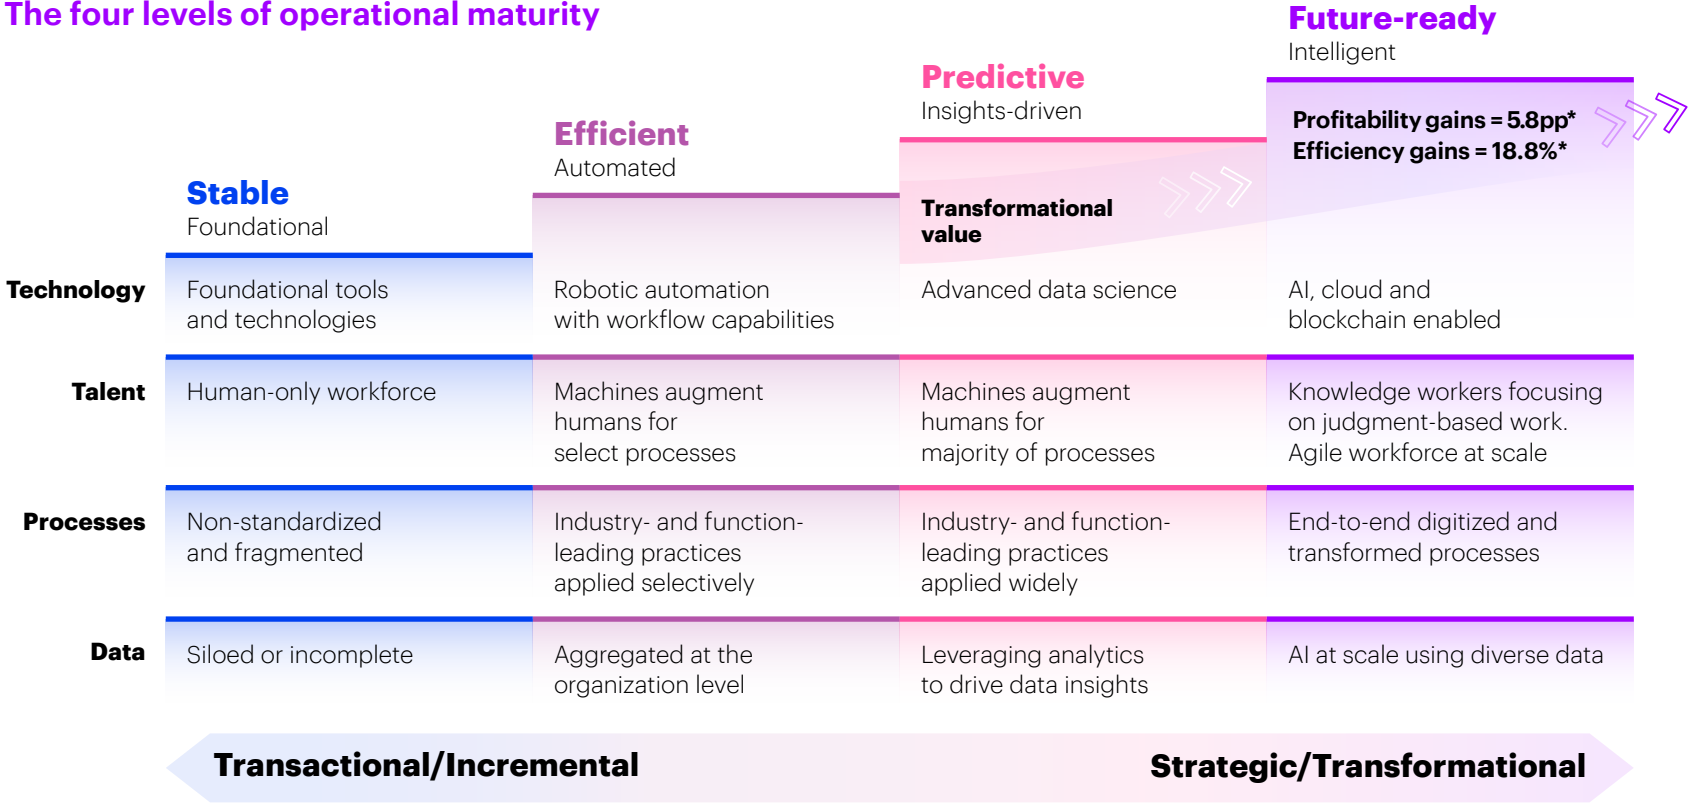 The four levels of operational maturity
Stable
Foundational
Efficient
Automated
Predictive
Insights-driven
Future-ready
Intelligent
Transformational
value
Profitability gains = 5.8pp*
Efficiency gains = 18.8%*
Technology
Foundational tools
and technologies
Robotic automation
with workflow capabilities
Advanced data science
AI, cloud and
blockchain enabled
Talent
Human-only workforce
Machines augment
humans for
select processes
Machines augment
humans for
majority of processes
Knowledge workers focusing
on judgment-based work.
Agile workforce at scale
Processes
Non-standardized
and fragmented
Industry- and function-
leading practices
applied selectively
Industry- and function-
leading practices
applied widely
End-to-end digitized and
transformed processes
Data
Siloed or incomplete
Aggregated at the
organization level
Leveraging analytics
to drive data insights
AI at scale using diverse data
Transactional/Incremental
Strategic/Transformational